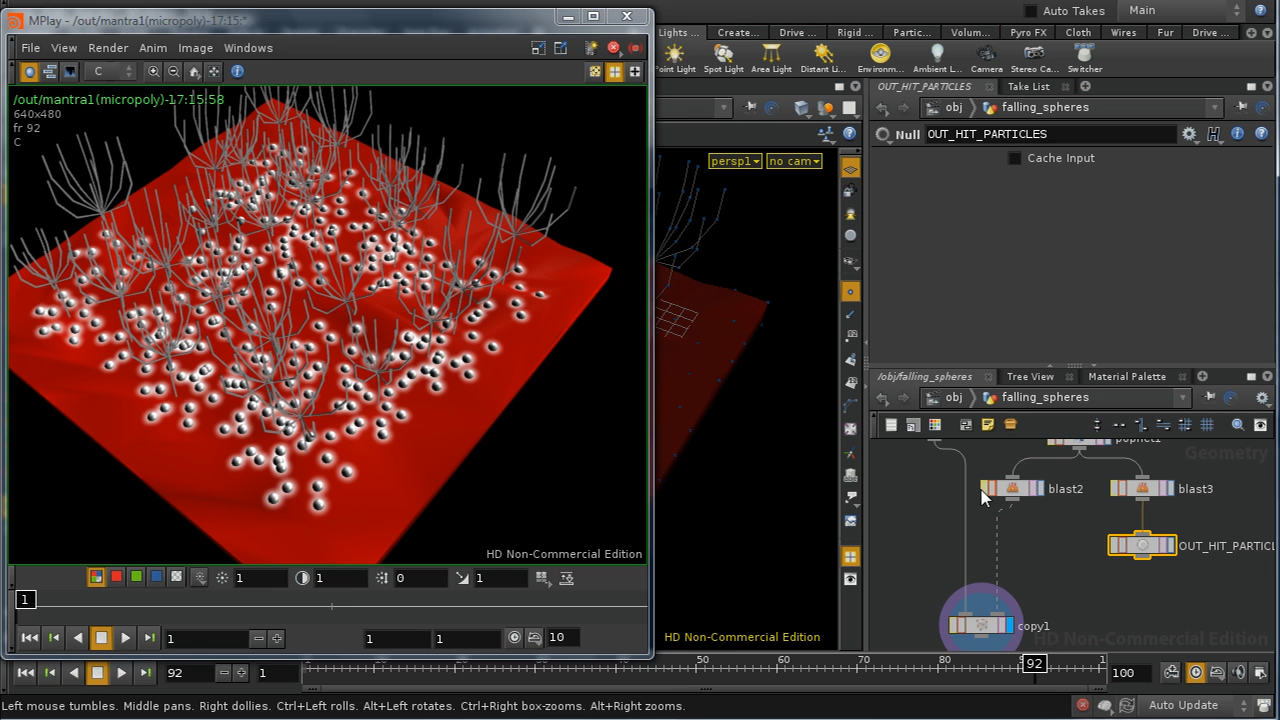 MPlay - /out/mantra1(micropoly)-17:15:*
File View Render Anim Image Windows
C
/out/mantra1(micropoly)-17:15:58
640x480
fr 92
C
HD Non-Commercial Edition
1 1 0 1
1
1 1 1 10
Auto Takes Main
Lights ... Create... Drive ... Rigid ... Partic... Volum... Pyro FX Cloth Wires Fur Drive ...
oint Light Spot Light Area Light Distant Li... Environm... Ambient L... Camera Stereo Ca... Switcher
persp1 no cam
HD Non-Commercial Edition
OUT_HIT_PARTICLES Take List
obj falling_spheres
Null OUT_HIT_PARTICLES
Cache Input
/obj/falling_spheres Tree View Material Palette
obj falling_spheres
Geometry
popnet1
blast2 blast3
OUT_HIT_PARTICL
copy1
HD Non-Commercial Edition
50 60 70 80 92 1
92 1 100
Left mouse tumbles. Middle pans. Right dollies. Ctrl+Left rolls. Alt+Left rotates. Ctrl+Right box-zooms. Alt+Right zooms.
Auto Update